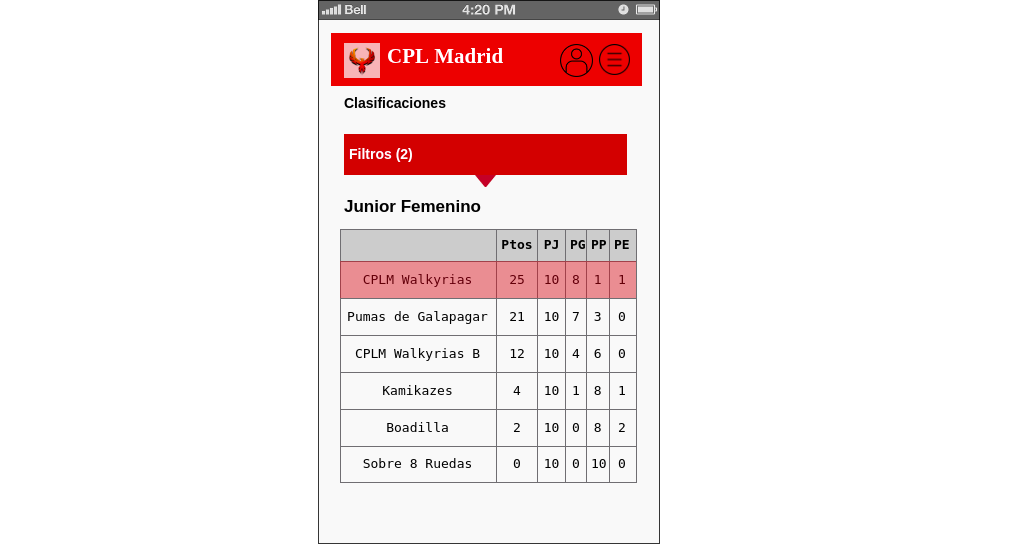 Bell 4:20 PM
CPL Madrid
Clasificaciones
Filtros (2)
Junior Femenino
Ptos PJ PG PP PE
CPLM Walkyrias 25 10 8 1 1
Pumas de Galapagar 21 10 7 3 0
CPLM Walkyrias B 12 10 4 6 0
Kamikazes 4 10 1 8 1
Boadilla 2 10 0 8 2
Sobre 8 Ruedas 0 10 0 10 0